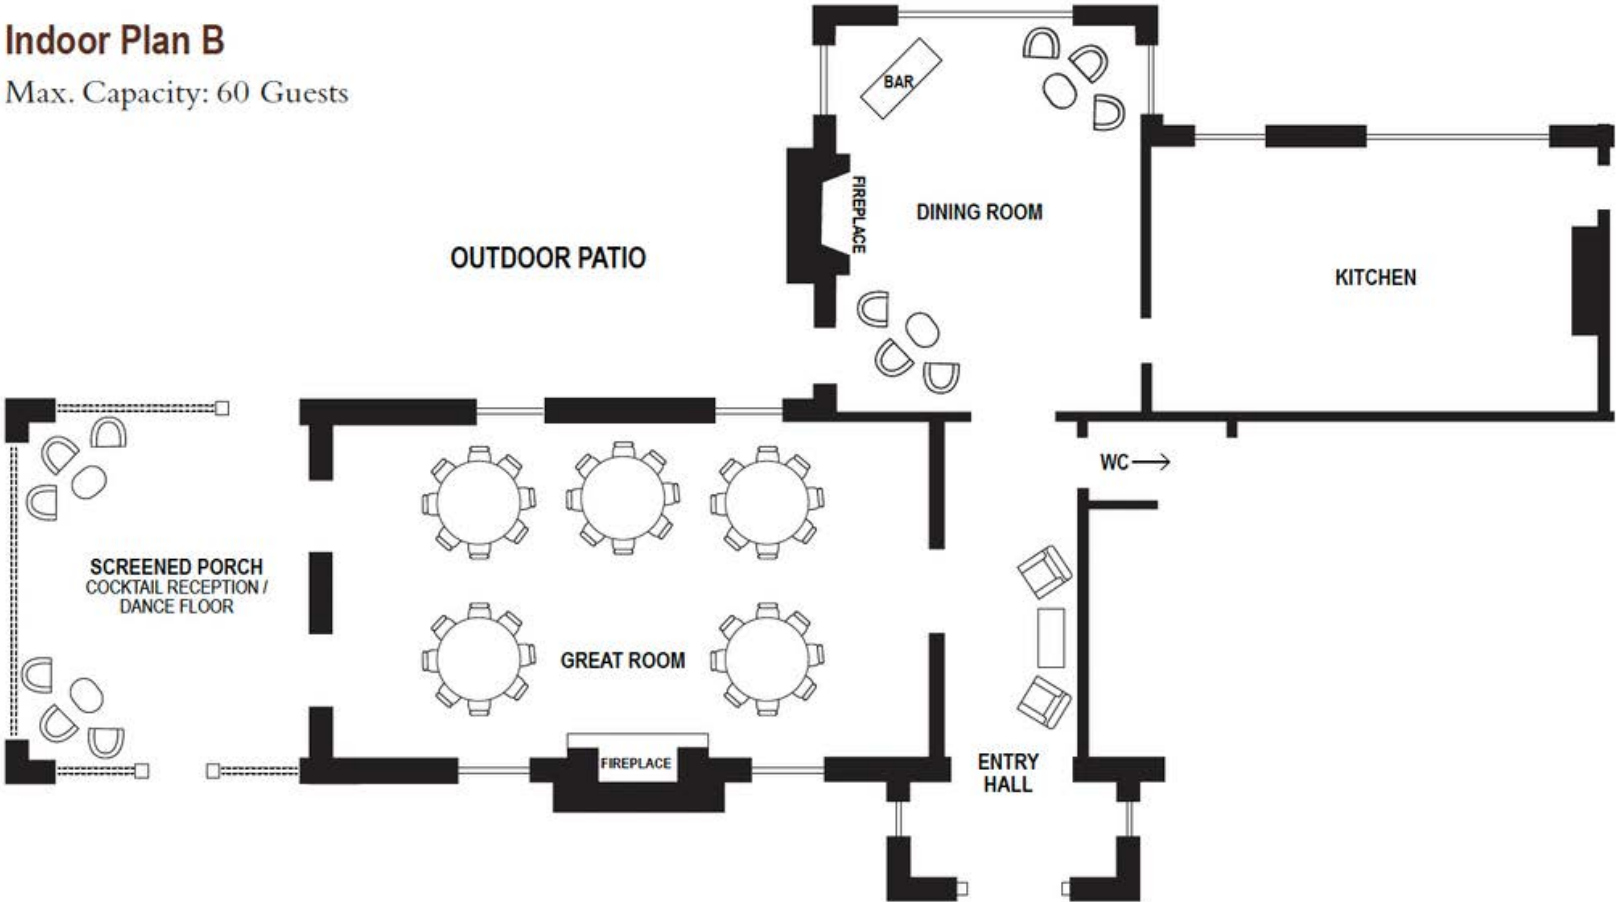 Indoor Plan B
Max. Capacity: 60 Guests
BAR
FIREPLACE
DINING ROOM
KITCHEN
OUTDOOR PATIO
WC
SCREENED PORCH
COCKTAIL RECEPTION /
DANCE FLOOR
GREAT ROOM
FIREPLACE
ENTRY
HALL